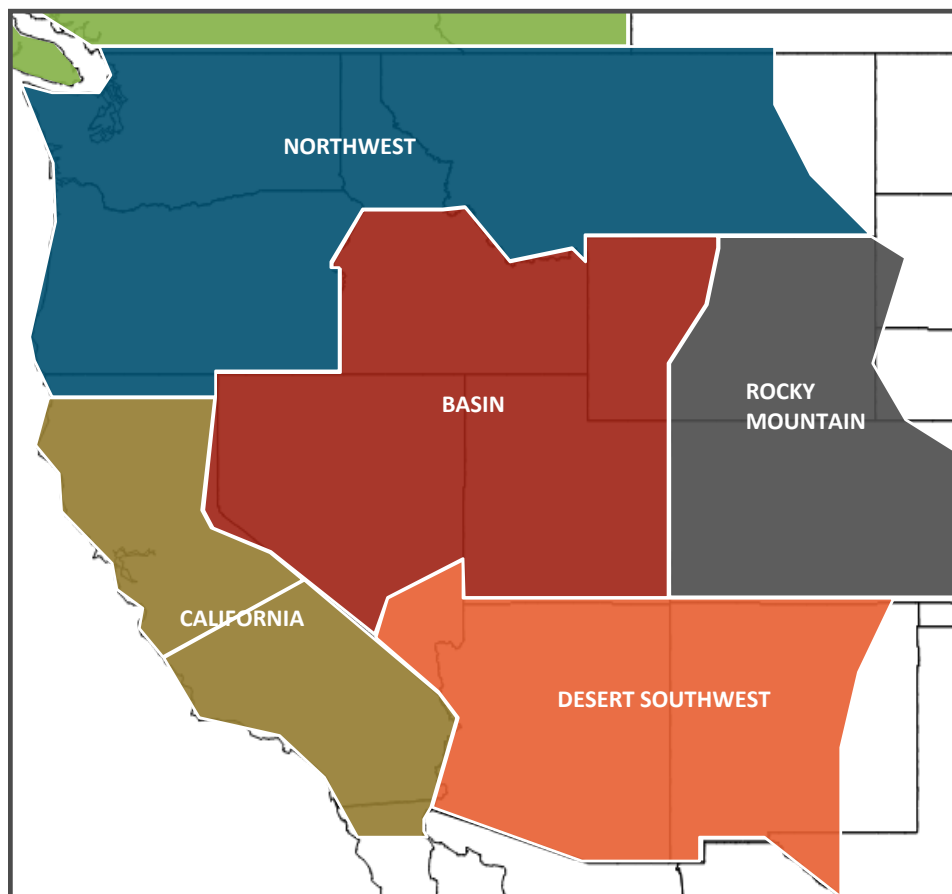 NORTHWEST
BASIN
ROCKY
MOUNTAIN
CALIFORNIA
DESERT SOUTHWEST